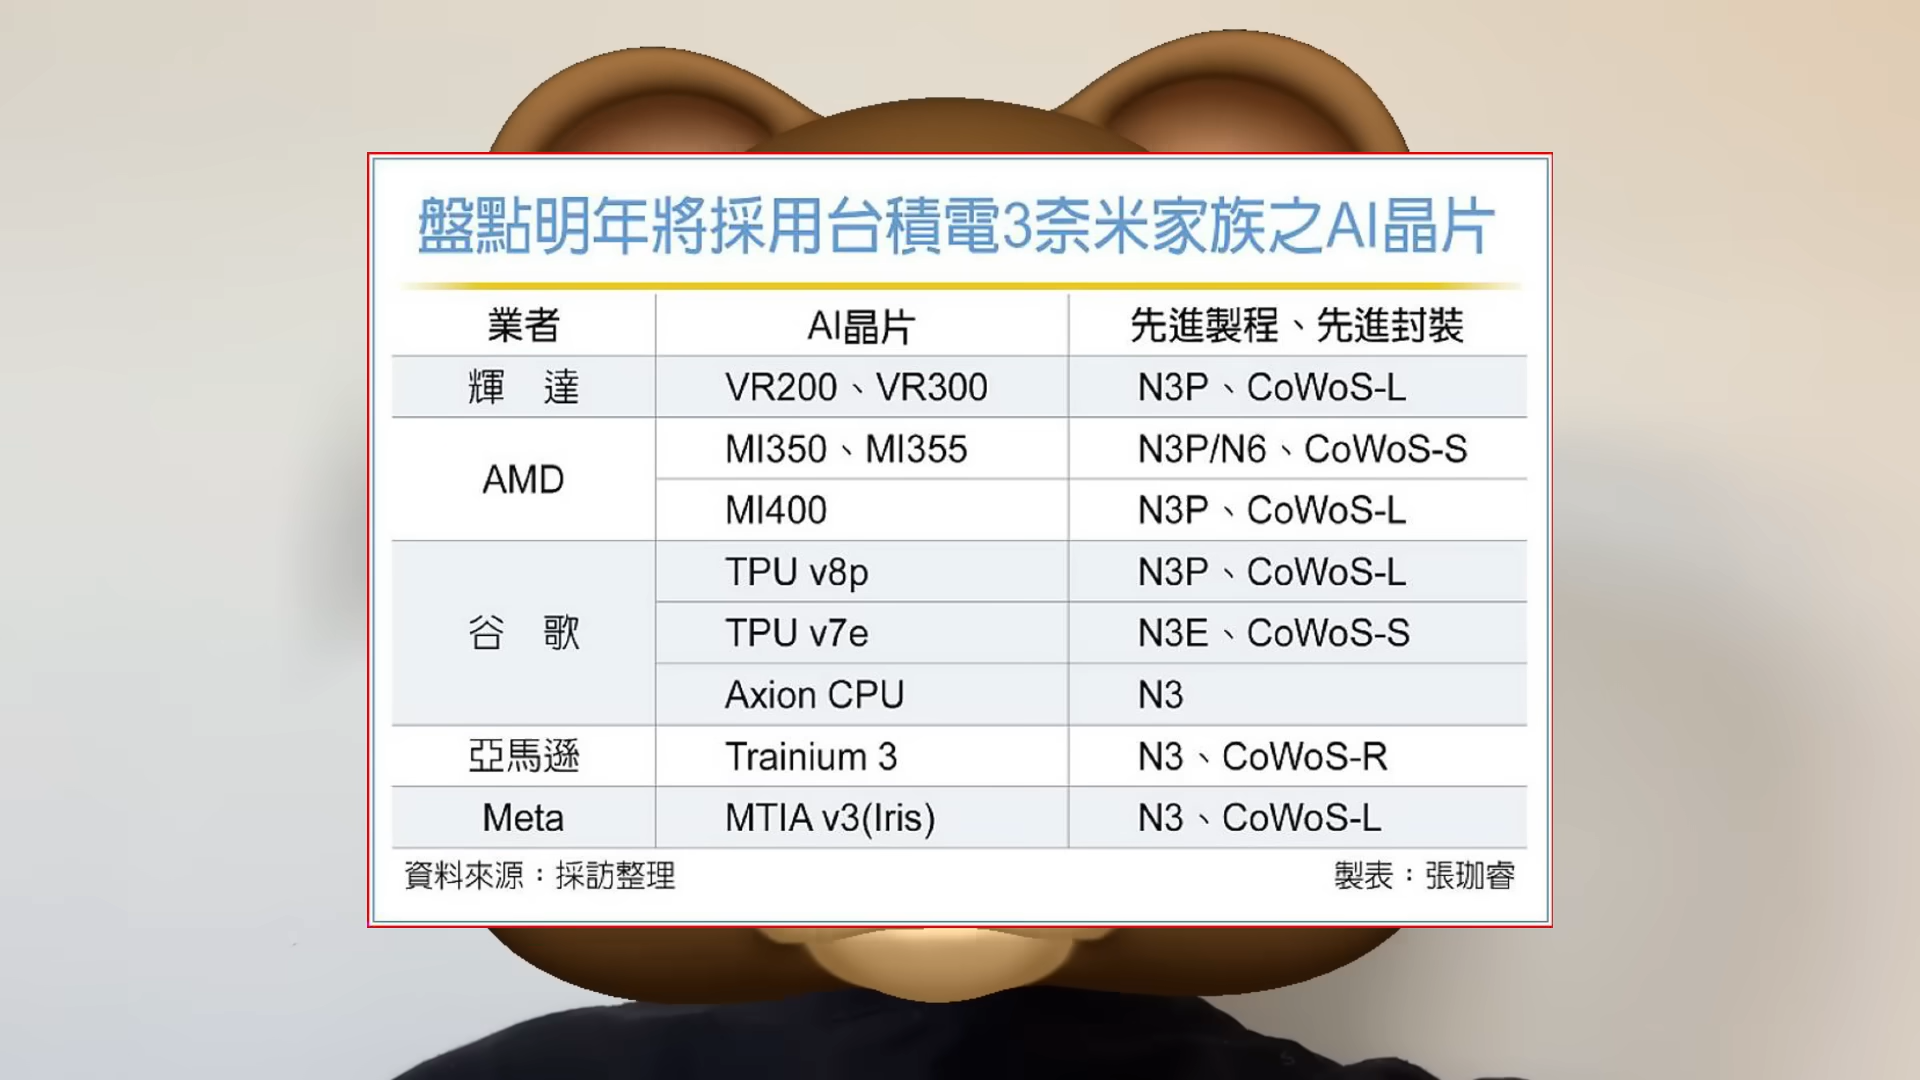 盤點明年將採用台積電3奈米家族之AI晶片
業者 AI晶片 先進製程、先進封裝
輝達 VR200、VR300 N3P、CoWoS-L
AMD MI350、MI355 N3P/N6、CoWoS-S
MI400 N3P、CoWoS-L
谷歌 TPU v8p N3P、CoWoS-L
TPU v7e N3E、CoWoS-S
Axion CPU N3
亞馬遜 Trainium 3 N3、CoWoS-R
Meta MTIA v3(Iris) N3、CoWoS-L
資料來源：採訪整理 製表：張珈睿